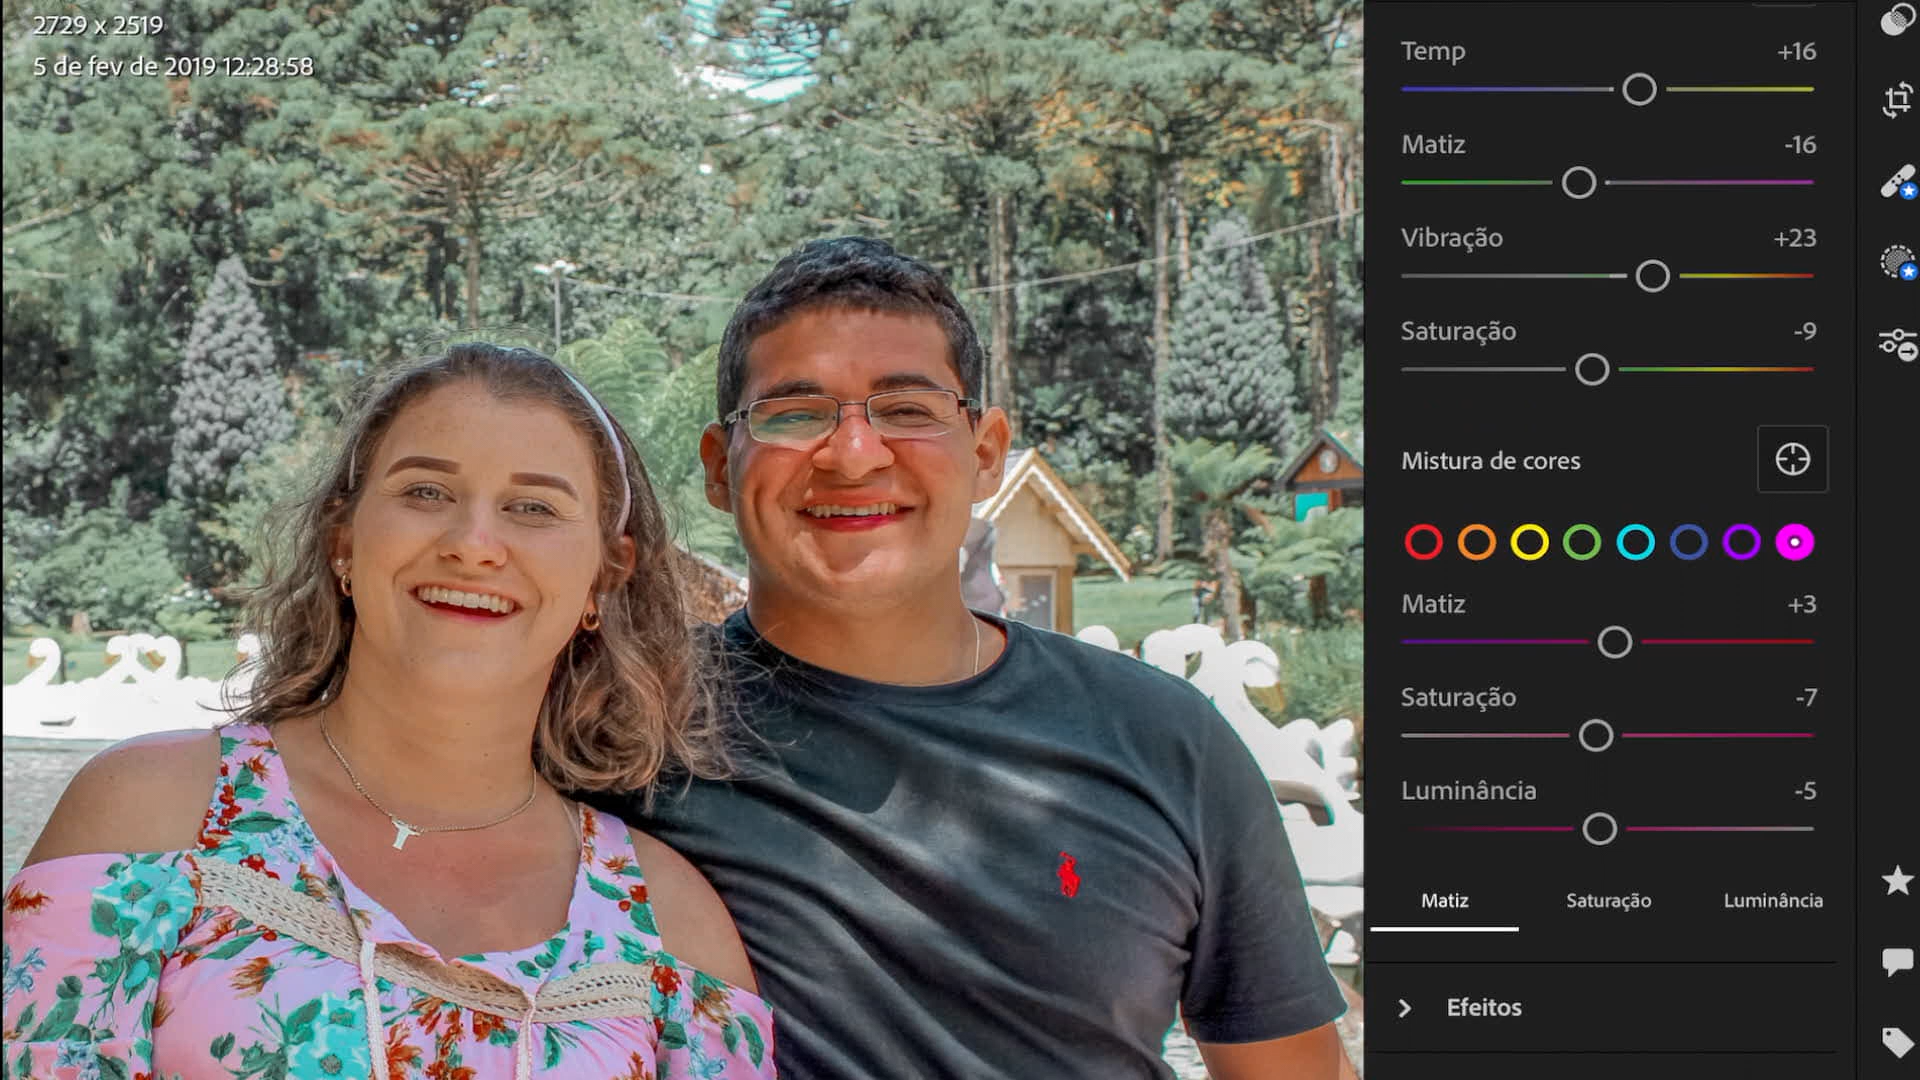 2729 x 2519
5 de fev de 2019 12:28:58
Temp +16
Matiz -16
Vibração +23
Saturação -9
Mistura de cores
Matiz +3
Saturação -7
Luminância -5
Matiz Saturação Luminância
Efeitos